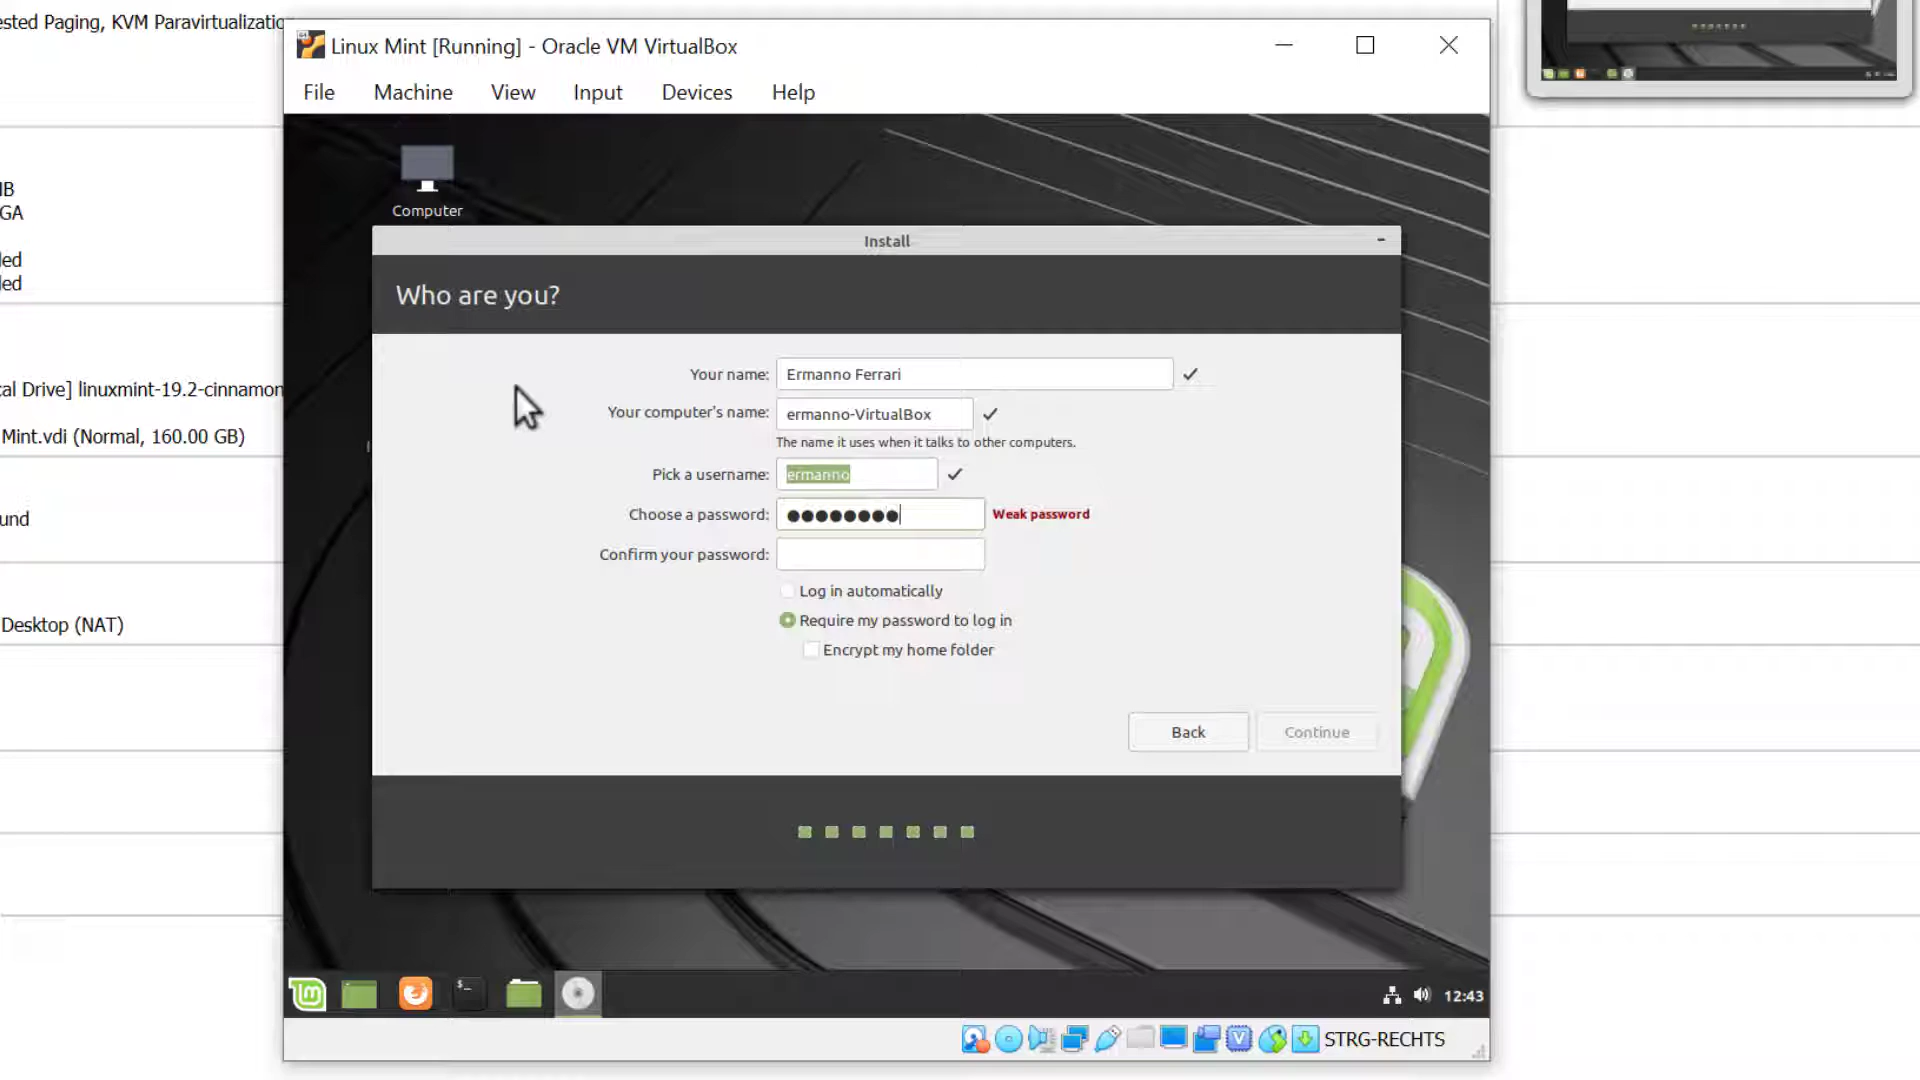 ested Paging, KVM Paravirtualizatio
Linux Mint [Running] - Oracle VM VirtualBox
File Machine View Input Devices Help
Computer
IB
GA
led
led
cal Drive] linuxmint-19.2-cinnamon
Mint.vdi (Normal, 160.00 GB)
und
Desktop (NAT)
Install
Who are you?
Your name: Ermanno Ferrari
Your computer's name: ermanno-VirtualBox
The name it uses when it talks to other computers.
Pick a username: ermanno
Choose a password: ●●●●●●●● Weak password
Confirm your password:
Log in automatically
Require my password to log in
Encrypt my home folder
Back Continue
12:43
STRG-RECHTS